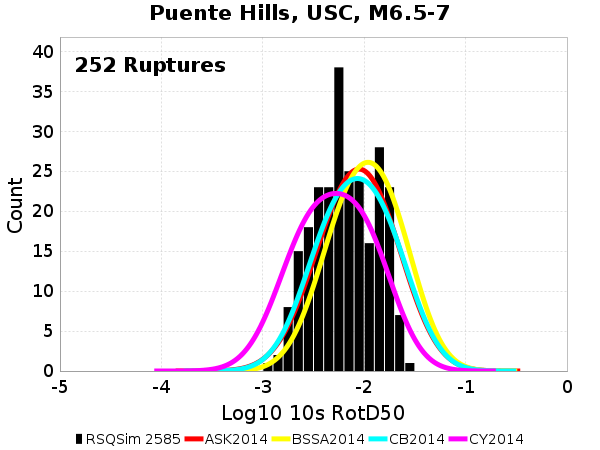 Puente Hills, USC, M6.5-7
252 Ruptures
40
35
30
25
20
15
10
5
0
Count
-5 -4 -3 -2 -1 0
Log10 10s RotD50
RSQSim 2585 ASK2014 BSSA2014 CB2014 CY2014